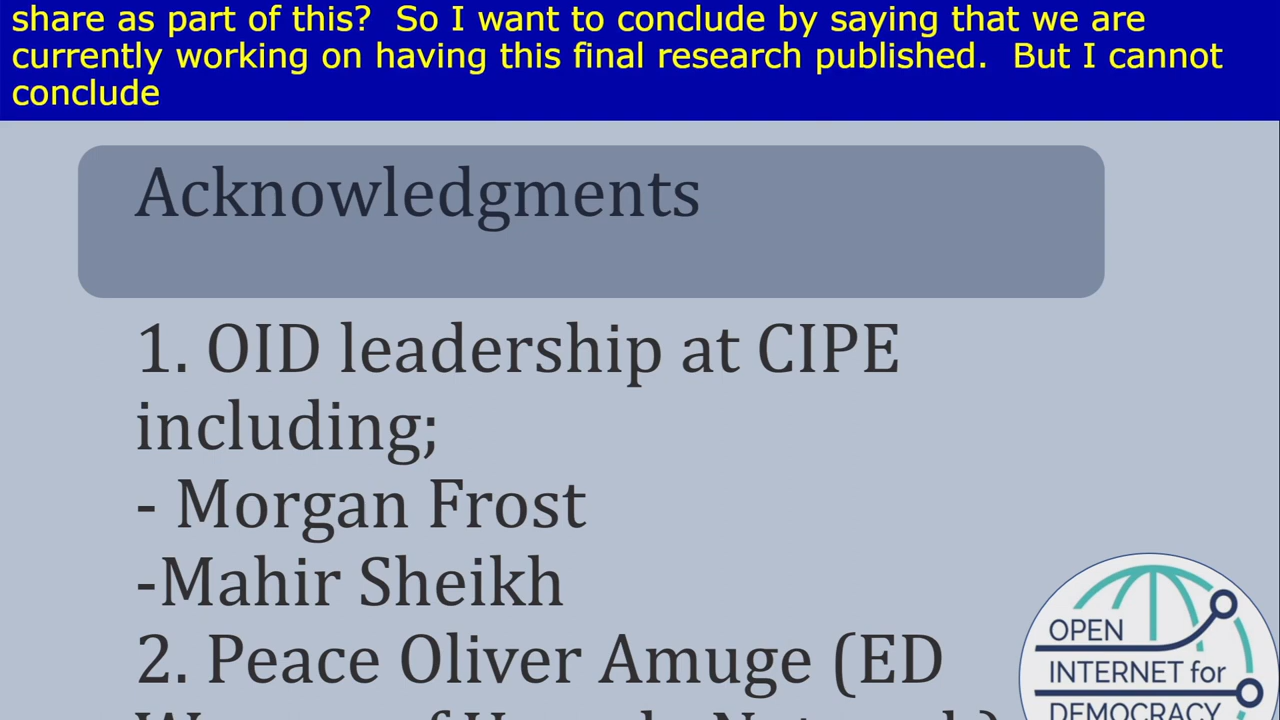 share as part of this?  So I want to conclude by saying that we are
currently working on having this final research published.  But I cannot
conclude
Acknowledgments
1. OID leadership at CIPE
including;
- Morgan Frost
-Mahir Sheikh
2. Peace Oliver Amuge (ED
OPEN
INTERNET for
DEMOCRACY